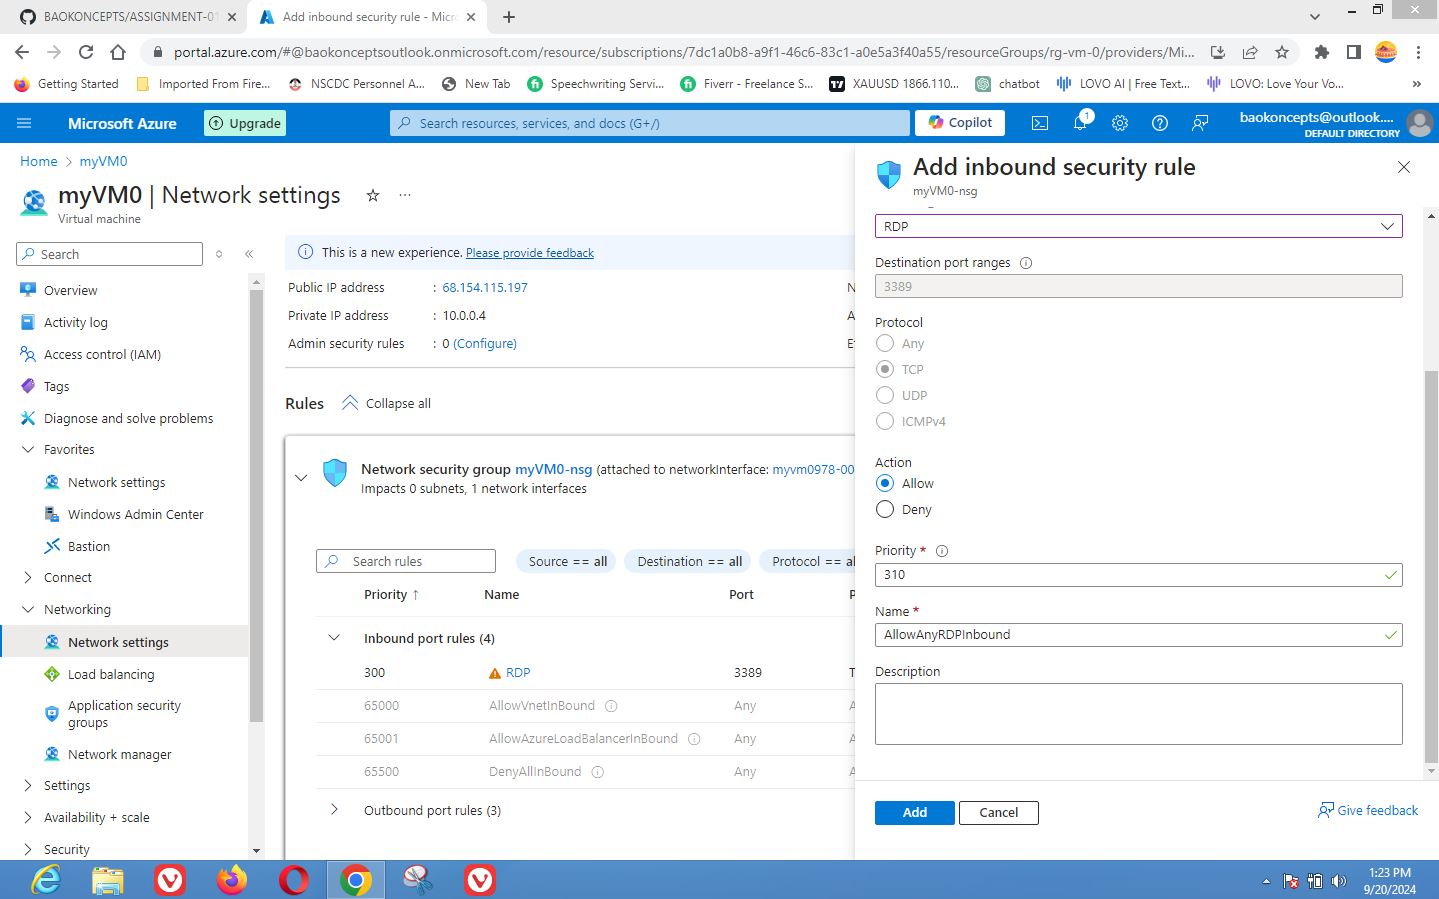 BAOKONCEPTS/ASSIGNMENT-01
Add inbound security rule - Micro
portal.azure.com/#@baokonceptsoutlook.onmicrosoft.com/resource/subscriptions/7dc1a0b8-a9f1-46c6-83c1-a0e5a3f40a55/resourceGroups/rg-vm-0/providers/Mi...
Getting Started
Imported From Fire...
NSCDC Personnel A...
New Tab
Speechwriting Servi...
Fiverr - Freelance S...
XAUUSD 1866.110...
chatbot
LOVO AI | Free Text...
LOVO: Love Your Vo...
»
Microsoft Azure
Upgrade
Search resources, services, and docs (G+/)
Copilot
1
baokoncepts@outlook....
DEFAULT DIRECTORY
Home > myVM0
myVM0 | Network settings
Virtual machine
Search
Overview
Activity log
Access control (IAM)
Tags
Diagnose and solve problems
Favorites
Network settings
Windows Admin Center
Bastion
Connect
Networking
Network settings
Load balancing
Application security
groups
Network manager
Settings
Availability + scale
Security
This is a new experience. Please provide feedback
Public IP address : 68.154.115.197
Private IP address : 10.0.0.4
Admin security rules : 0 (Configure)
Rules
Collapse all
Network security group myVM0-nsg (attached to networkInterface: myvm0978-00
Impacts 0 subnets, 1 network interfaces
Search rules
Source == all
Destination == all
Protocol == al
Priority ↑ Name Port
Inbound port rules (4)
300 RDP 3389
65000 AllowVnetInBound Any
65001 AllowAzureLoadBalancerInBound Any
65500 DenyAllInBound Any
Outbound port rules (3)
Add inbound security rule
myVM0-nsg
RDP
Destination port ranges
3389
Protocol
Any
TCP
UDP
ICMPv4
Action
Allow
Deny
Priority *
310
Name *
AllowAnyRDPInbound
Description
Add
Cancel
Give feedback
1:23 PM
9/20/2024